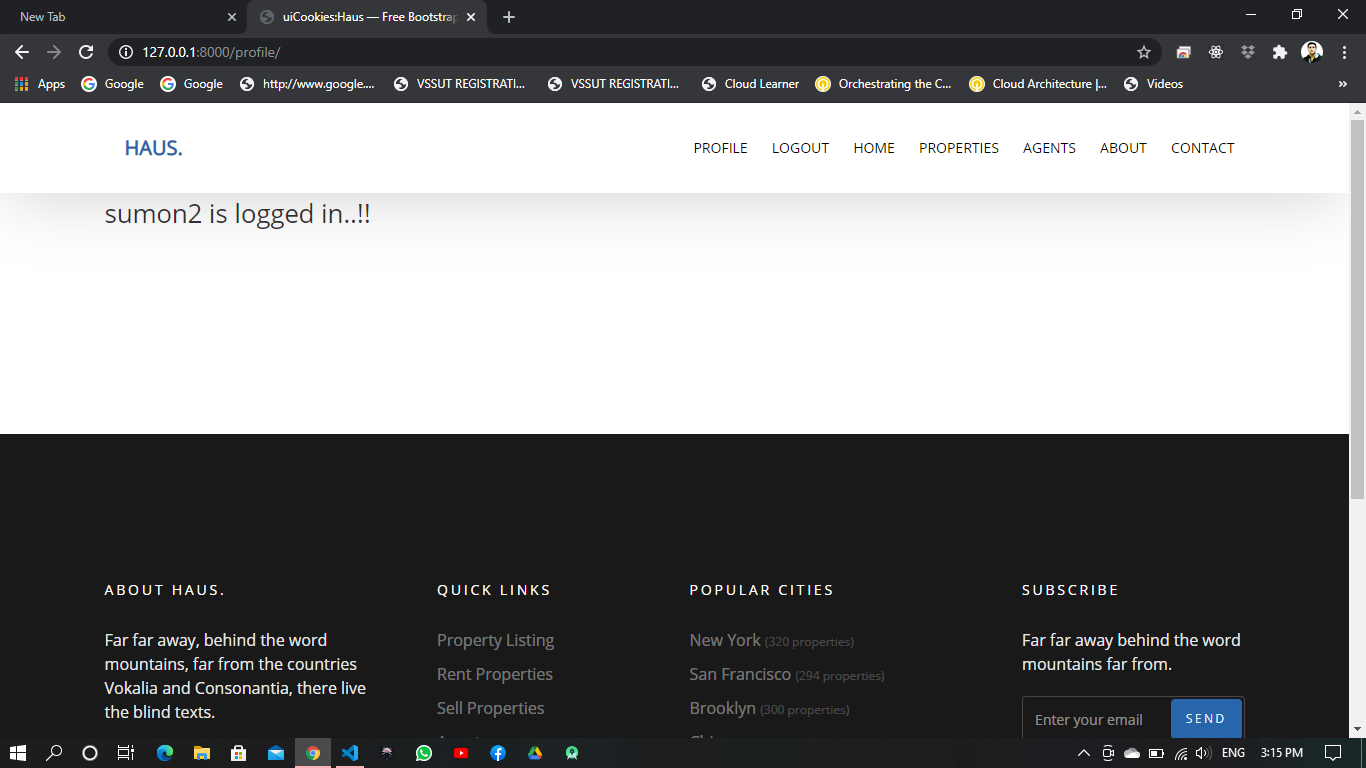 New Tab
uiCookies:Haus — Free Bootstrap
127.0.0.1:8000/profile/
Apps
Google
Google
http://www.google....
VSSUT REGISTRATI...
VSSUT REGISTRATI...
Cloud Learner
Orchestrating the C...
Cloud Architecture |...
Videos
»
HAUS.
PROFILE
LOGOUT
HOME
PROPERTIES
AGENTS
ABOUT
CONTACT
sumon2 is logged in..!!
ABOUT HAUS.
Far far away, behind the word
mountains, far from the countries
Vokalia and Consonantia, there live
the blind texts.
QUICK LINKS
Property Listing
Rent Properties
Sell Properties
POPULAR CITIES
New York (320 properties)
San Francisco (294 properties)
Brooklyn (300 properties)
SUBSCRIBE
Far far away behind the word
mountains far from.
Enter your email
SEND
ENG
3:15 PM